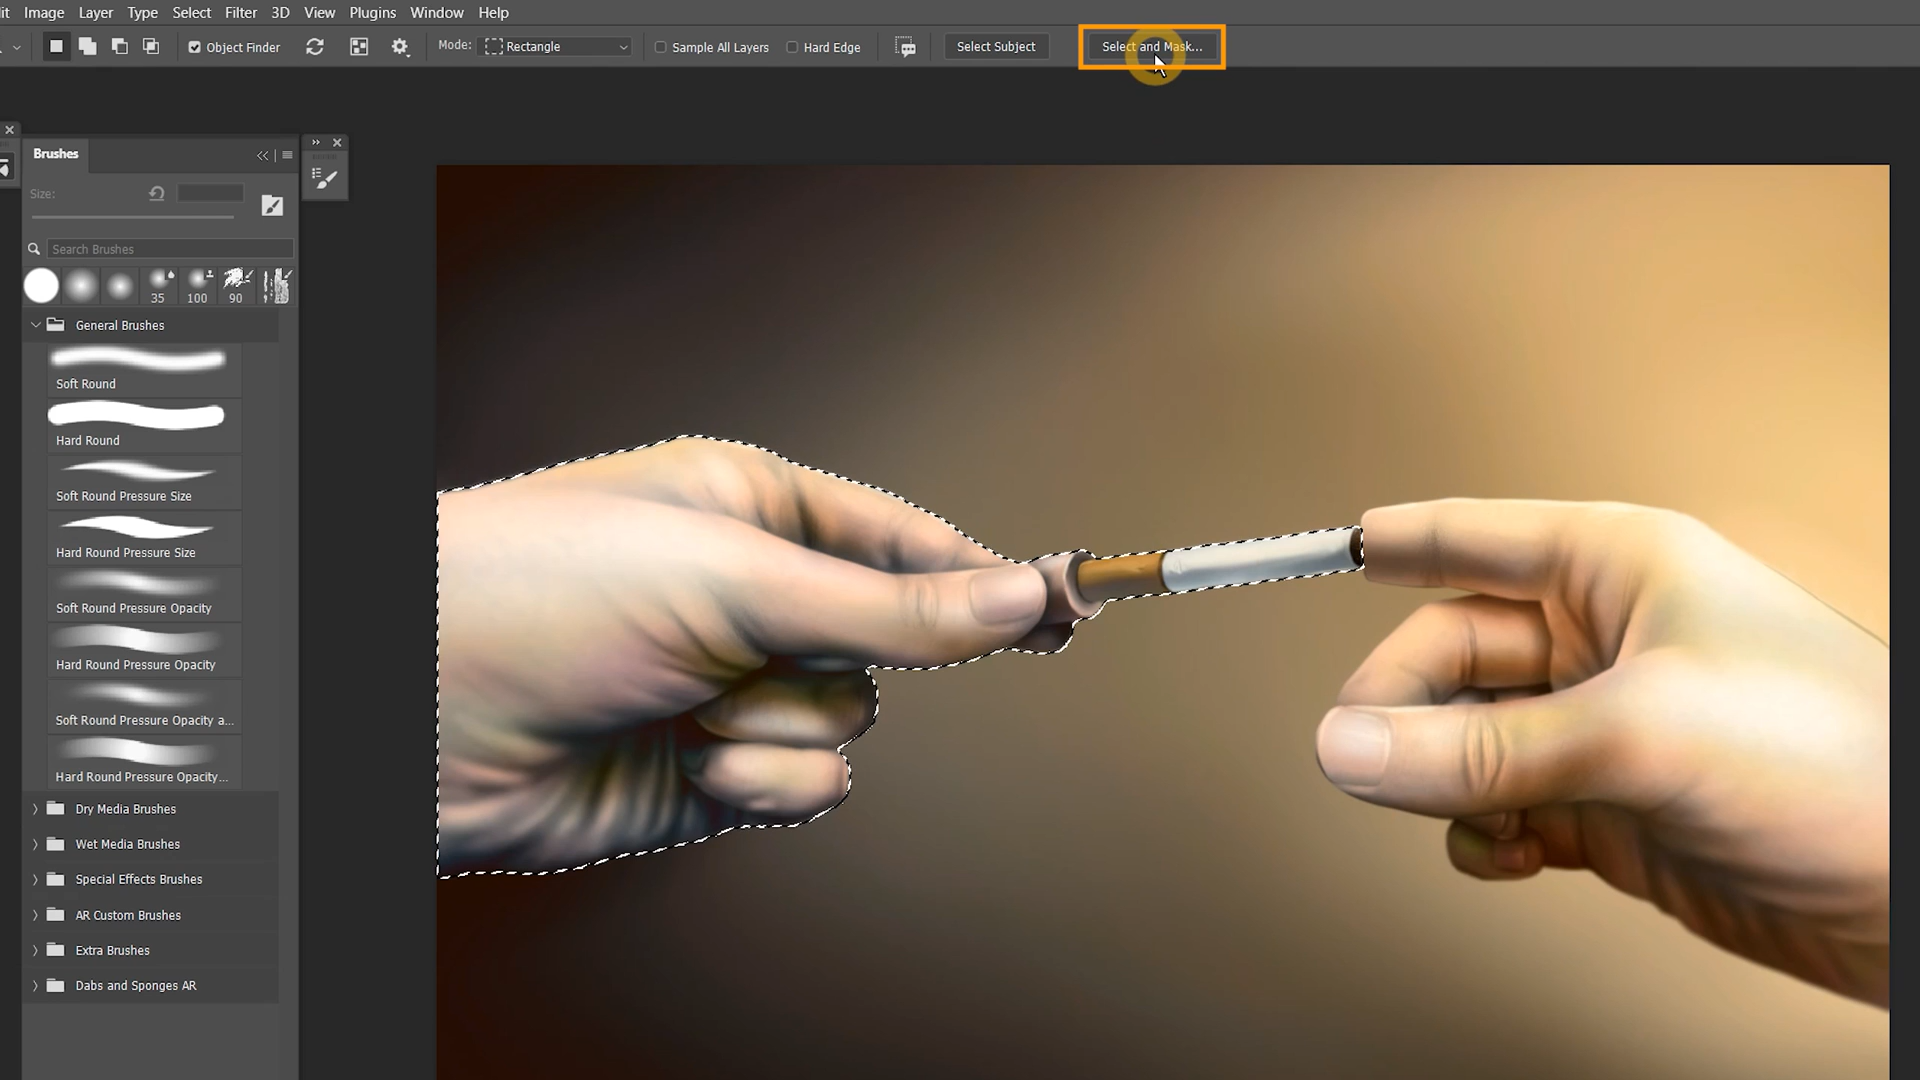 it Image Layer Type Select Filter 3D View Plugins Window Help
Object Finder Mode: Rectangle Sample All Layers Hard Edge Select Subject Select and Mask...
Brushes
Size:
Search Brushes
35 100 90
General Brushes
Soft Round
Hard Round
Soft Round Pressure Size
Hard Round Pressure Size
Soft Round Pressure Opacity
Hard Round Pressure Opacity
Soft Round Pressure Opacity a...
Hard Round Pressure Opacity...
Dry Media Brushes
Wet Media Brushes
Special Effects Brushes
AR Custom Brushes
Extra Brushes
Dabs and Sponges AR